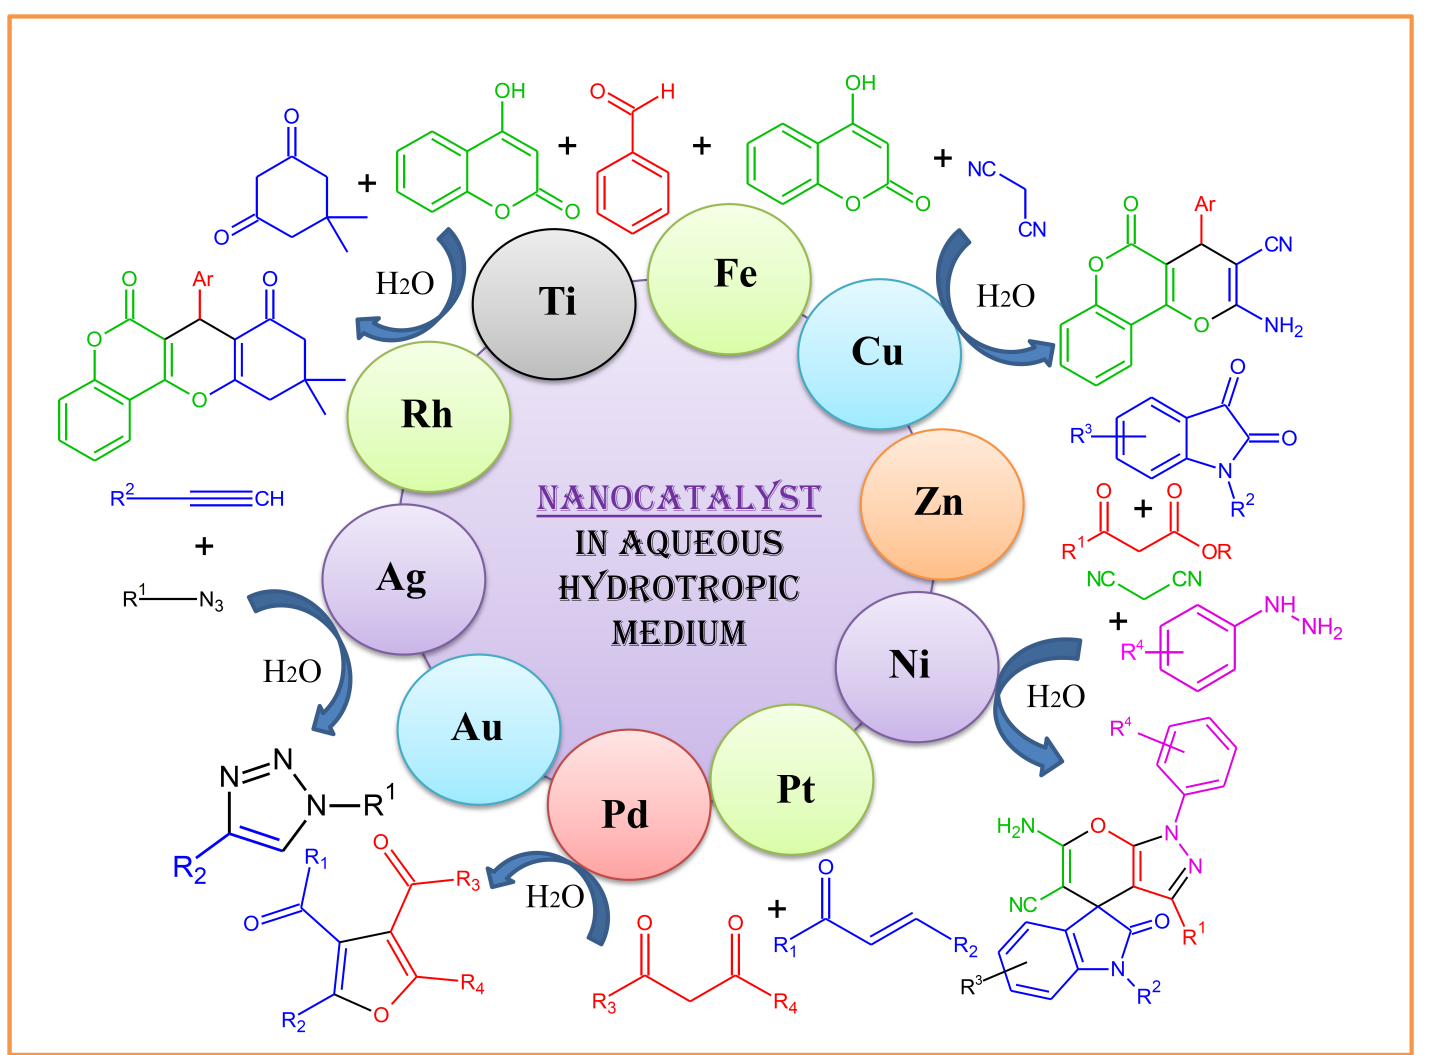 O
O
+
OH
O
O
+
O
H
+
OH
O
O
+
NC
CN
H2O
H2O
O
O
Ar
O
O
O
O
Ar
CN
O
NH2
Ti
Fe
Cu
Rh
Zn
Ag
Ni
Au
Pt
Pd
NANOCATALYST
IN AQUEOUS
HYDROTROPIC
MEDIUM
R2
CH
+
R1
N3
H2O
N
N
N
R1
R2
O
O
R3
N
R2
O
O
+
R1
OR
NC
CN
+
NH
NH2
R4
H2O
R4
H2N
O
N
N
NC
O
R1
R3
N
R2
R1
O
O
R3
R4
R2
O
H2O
O
+
R1
R2
O
O
R3
R4